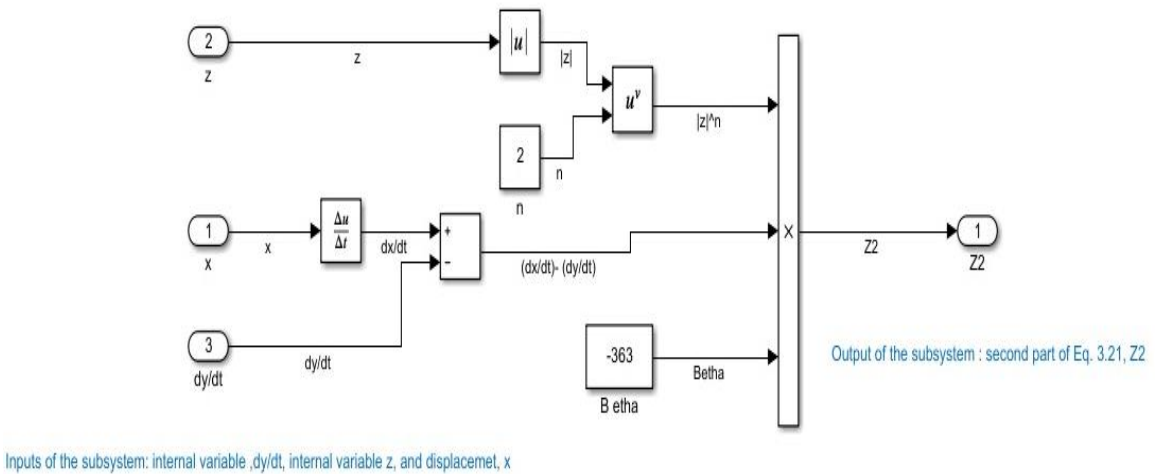 2
z
z
|u|
|z|
u^v
|z|^n
2
n
n
1
x
x
Δu
Δt
dx/dt
+
−
(dx/dt)- (dy/dt)
×
Z2
1
Z2
3
dy/dt
dy/dt
-363
Betha
B etha
Output of the subsystem : second part of Eq. 3.21, Z2
Inputs of the subsystem: internal variable ,dy/dt, internal variable z, and displacemet, x